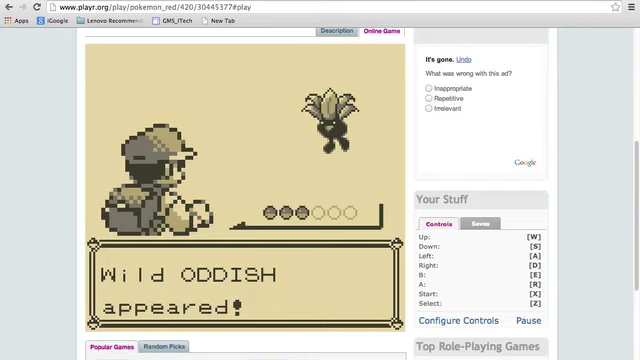 www.playr.org/play/pokemon_red/420/30445377#play
Apps
iGoogle
Lenovo Recommend
GMS_ITech
New Tab
Description
Online Game
It's gone. Undo
What was wrong with this ad?
Inappropriate
Repetitive
Irrelevant
Google
Your Stuff
Controls
Saves
Up: [W]
Down: [S]
Left: [A]
Right: [D]
B: [E]
A: [R]
Start: [X]
Select: [Z]
Configure Controls
Pause
Wild ODDISH
appeared!
Popular Games
Random Picks
Top Role-Playing Games